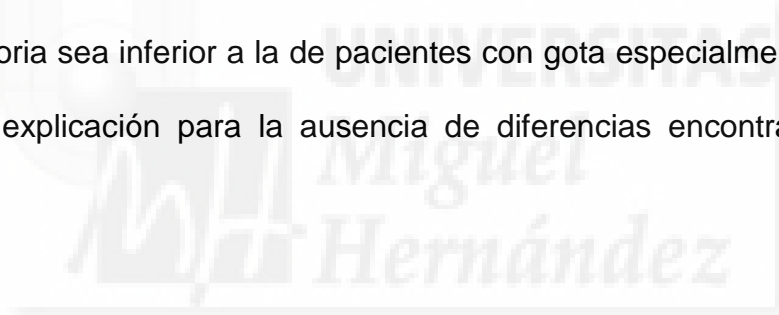 oria sea inferior a la de pacientes con gota especialme
UNIVERSITAS
explicación para la ausencia de diferencias encontra
Miguel
Hernández